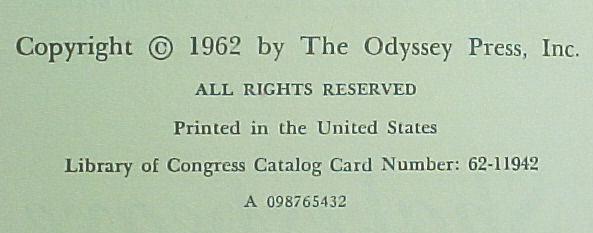 Copyright © 1962 by The Odyssey Press, Inc.
ALL RIGHTS RESERVED
Printed in the United States
Library of Congress Catalog Card Number: 62-11942
A 098765432